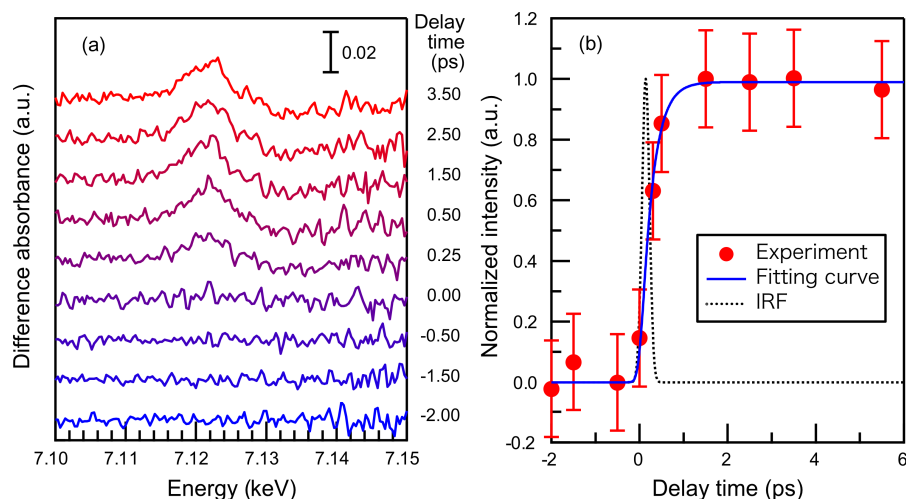 (a)
0.02
Delay
time
(ps)
3.50
2.50
1.50
0.50
0.25
0.00
-0.50
-1.50
-2.00
Difference absorbance (a.u.)
7.10 7.11 7.12 7.13 7.14 7.15
Energy (keV)
(b)
Normalized intensity (a.u.)
1.2
1.0
0.8
0.6
0.4
0.2
0.0
-0.2
Experiment
Fitting curve
IRF
-2 0 2 4 6
Delay time (ps)